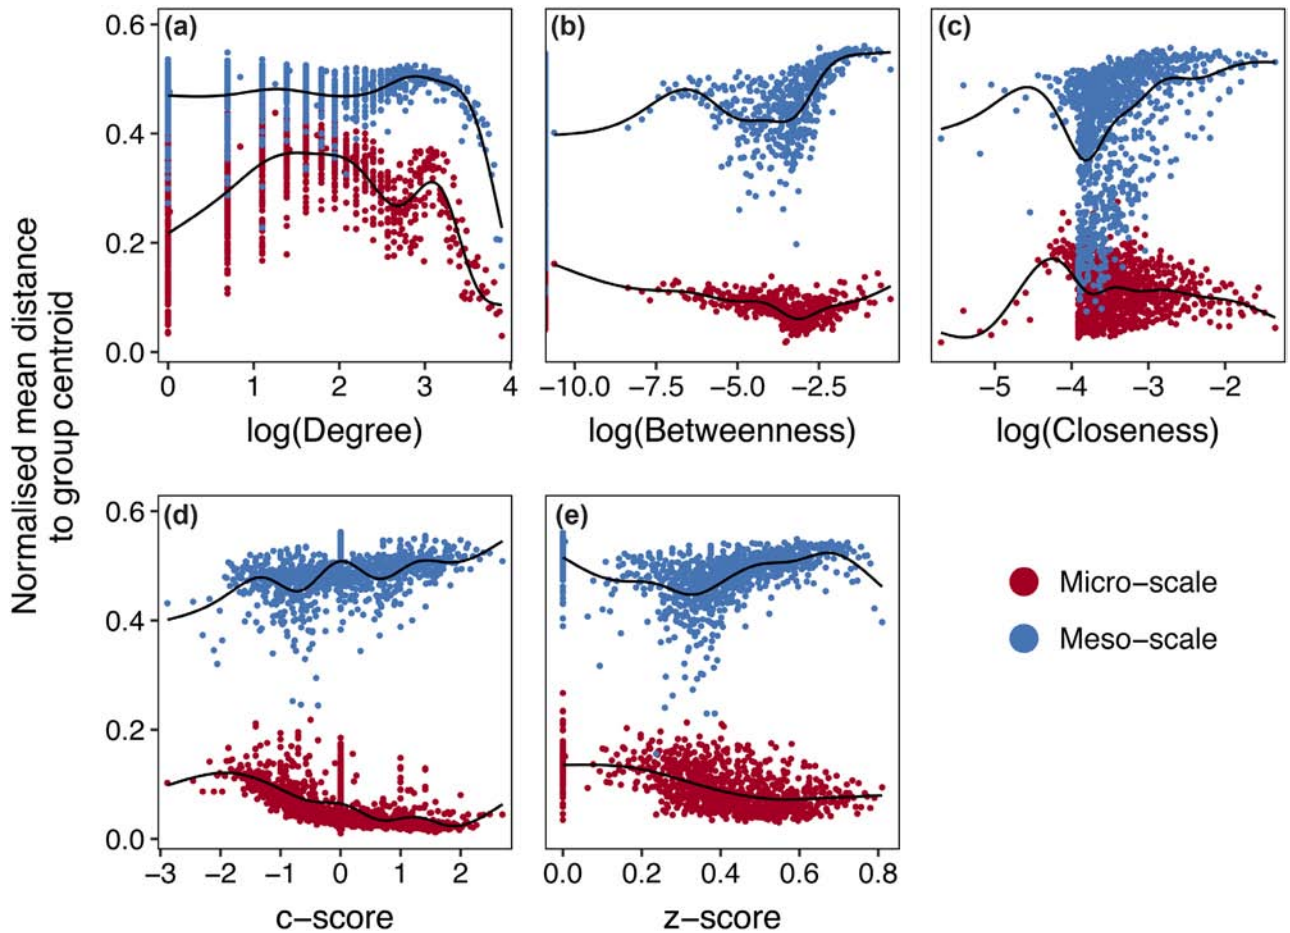 Normalised mean distance
to group centroid
(a)
0.6
0.4
0.2
0.0
0 1 2 3 4
log(Degree)
(b)
−10.0 −7.5 −5.0 −2.5
log(Betweenness)
(c)
−5 −4 −3 −2
log(Closeness)
(d)
0.6
0.4
0.2
0.0
−3 −2 −1 0 1 2
c−score
(e)
0.0 0.2 0.4 0.6 0.8
z−score
Micro−scale
Meso−scale